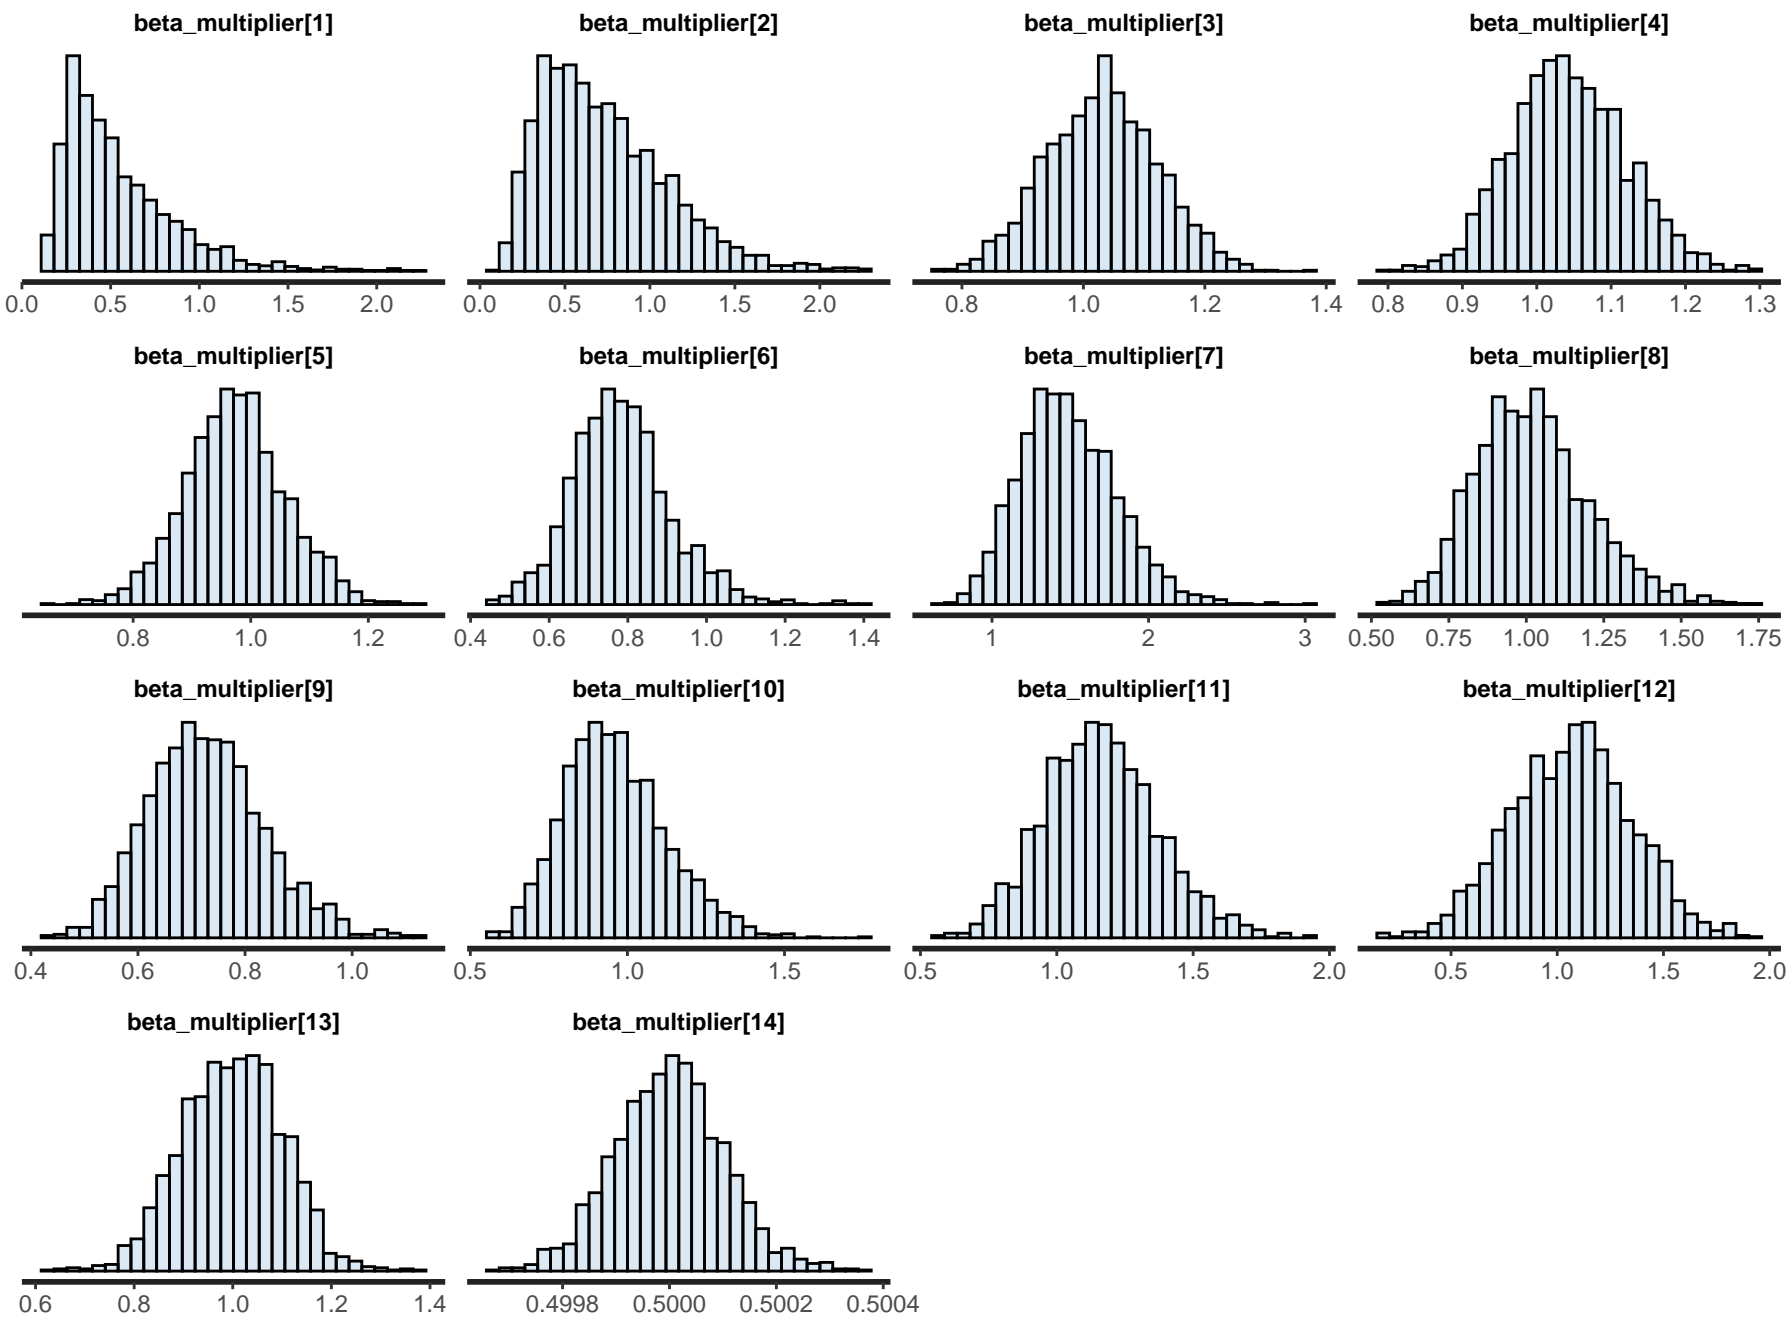 beta_multiplier[1] beta_multiplier[2] beta_multiplier[3] beta_multiplier[4]
0.0 0.5 1.0 1.5 2.0 0.0 0.5 1.0 1.5 2.0 0.8 1.0 1.2 1.4 0.8 0.9 1.0 1.1 1.2 1.3
beta_multiplier[5] beta_multiplier[6] beta_multiplier[7] beta_multiplier[8]
0.8 1.0 1.2 0.4 0.6 0.8 1.0 1.2 1.4 1 2 3 0.50 0.75 1.00 1.25 1.50 1.75
beta_multiplier[9] beta_multiplier[10] beta_multiplier[11] beta_multiplier[12]
0.4 0.6 0.8 1.0 0.5 1.0 1.5 0.5 1.0 1.5 2.0 0.5 1.0 1.5 2.0
beta_multiplier[13] beta_multiplier[14]
0.6 0.8 1.0 1.2 1.4 0.4998 0.5000 0.5002 0.5004